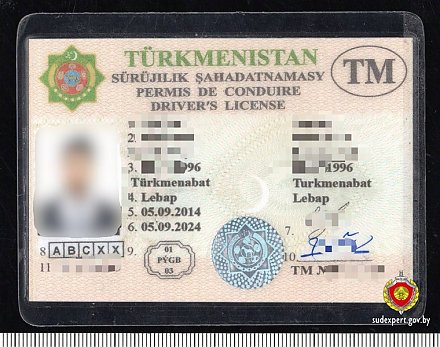 TÜRKMENISTAN
SÜRÜJILIK ŞAHADATNAMASY
PERMIS DE CONDUIRE
DRIVER'S LICENSE
TM
1.
2.
3. 1996 1996
Türkmenabat Turkmenabat
4. Lebap Lebap
5. 05.09.2014
6. 05.09.2024
7.
8 A B C X X
9. 01
PÝGB
03
10.
11
TM №
sudexpert.gov.by